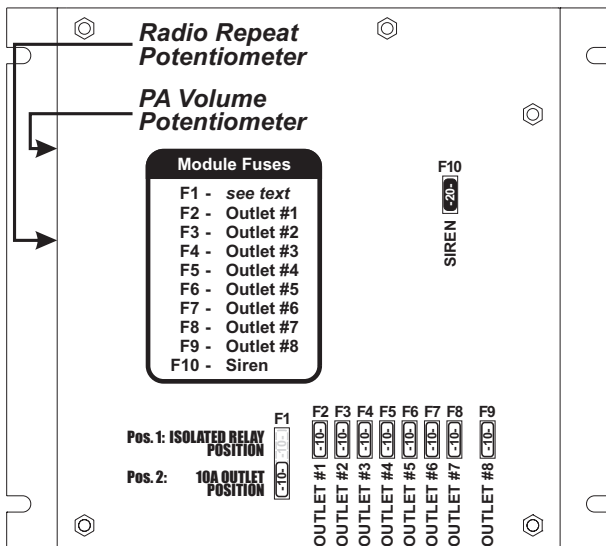 Radio Repeat
Potentiometer
PA Volume
Potentiometer
Module Fuses
F1 - see text
F2 - Outlet #1
F3 - Outlet #2
F4 - Outlet #3
F5 - Outlet #4
F6 - Outlet #5
F7 - Outlet #6
F8 - Outlet #7
F9 - Outlet #8
F10 - Siren
F10
-20-
SIREN
F1
Pos. 1: ISOLATED RELAY
POSITION
-10-
Pos. 2: 10A OUTLET
POSITION
-10-
F2 F3 F4 F5 F6 F7 F8 F9
-10- -10- -10- -10- -10- -10- -10- -10-
OUTLET #1
OUTLET #2
OUTLET #3
OUTLET #4
OUTLET #5
OUTLET #6
OUTLET #7
OUTLET #8